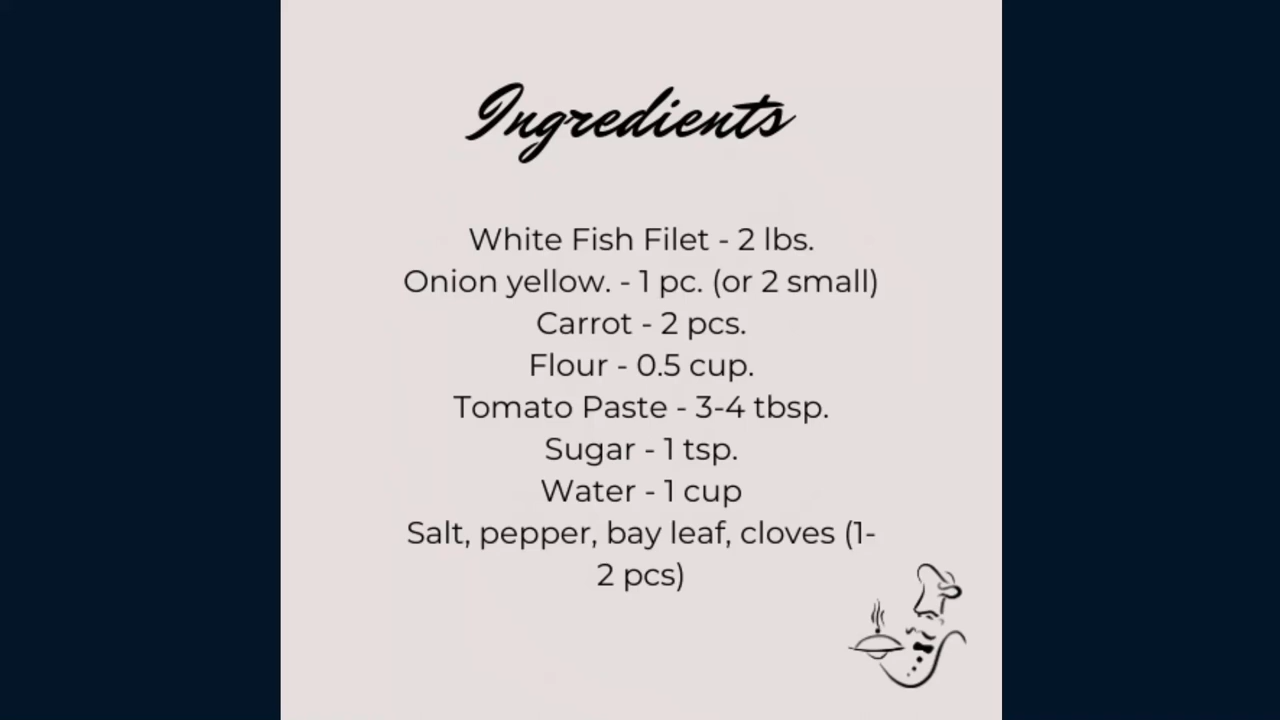 Ingredients
White Fish Filet - 2 lbs.
Onion yellow. - 1 pc. (or 2 small)
Carrot - 2 pcs.
Flour - 0.5 cup.
Tomato Paste - 3-4 tbsp.
Sugar - 1 tsp.
Water - 1 cup
Salt, pepper, bay leaf, cloves (1-
2 pcs)